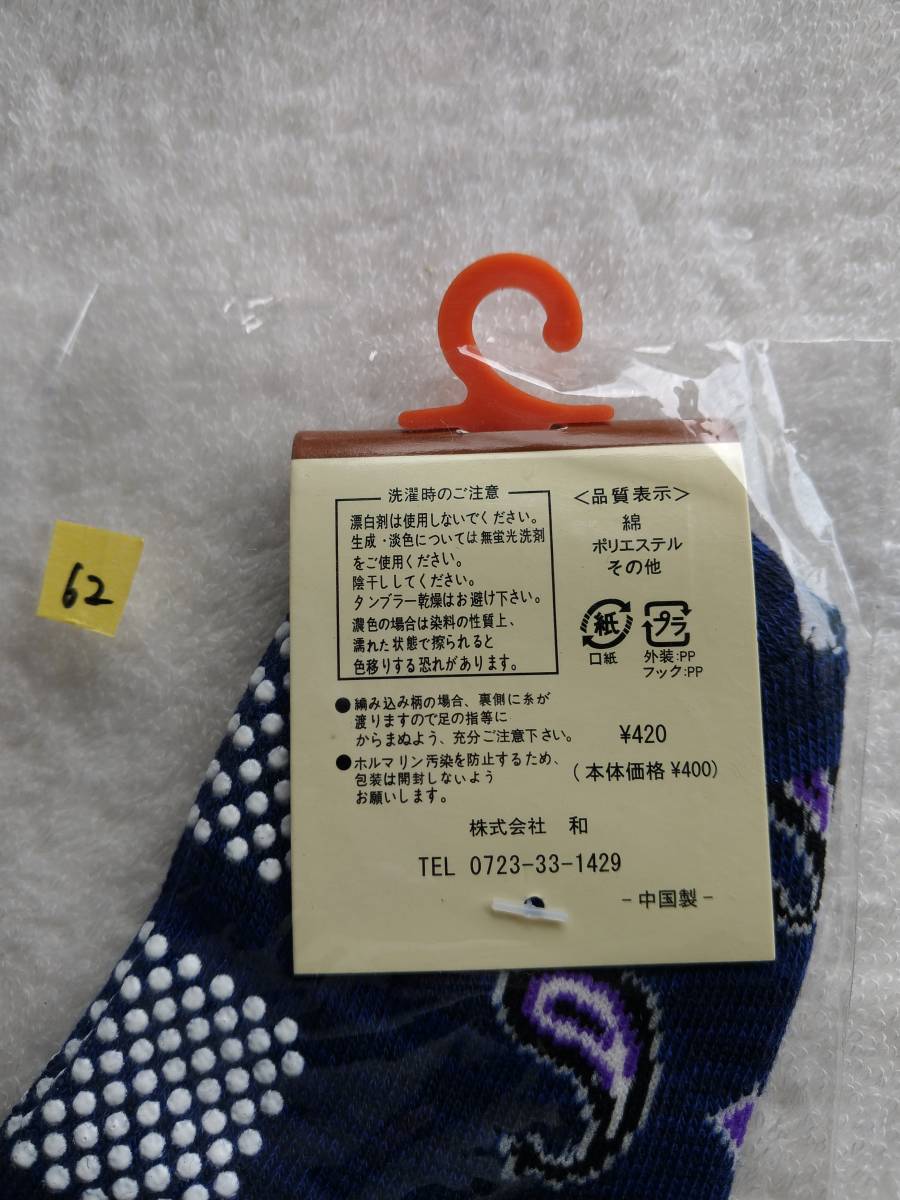 洗濯時のご注意
漂白剤は使用しないでください。
生成・淡色については無蛍光洗剤
をご使用ください。
陰干ししてください。
タンブラー乾燥はお避け下さい。
濃色の場合は染料の性質上、
濡れた状態で擦られると
色移りする恐れがあります。
<品質表示>
綿
ポリエステル
その他
紙
口紙
プラ
外装:PP
フック:PP
●編み込み柄の場合、裏側に糸が
渡りますので足の指等に
からまぬよう、充分ご注意下さい。
●ホルマリン汚染を防止するため、
包装は開封しないよう
お願いします。
¥420
(本体価格 ¥400)
株式会社 和
TEL 0723-33-1429
-中国製-
62